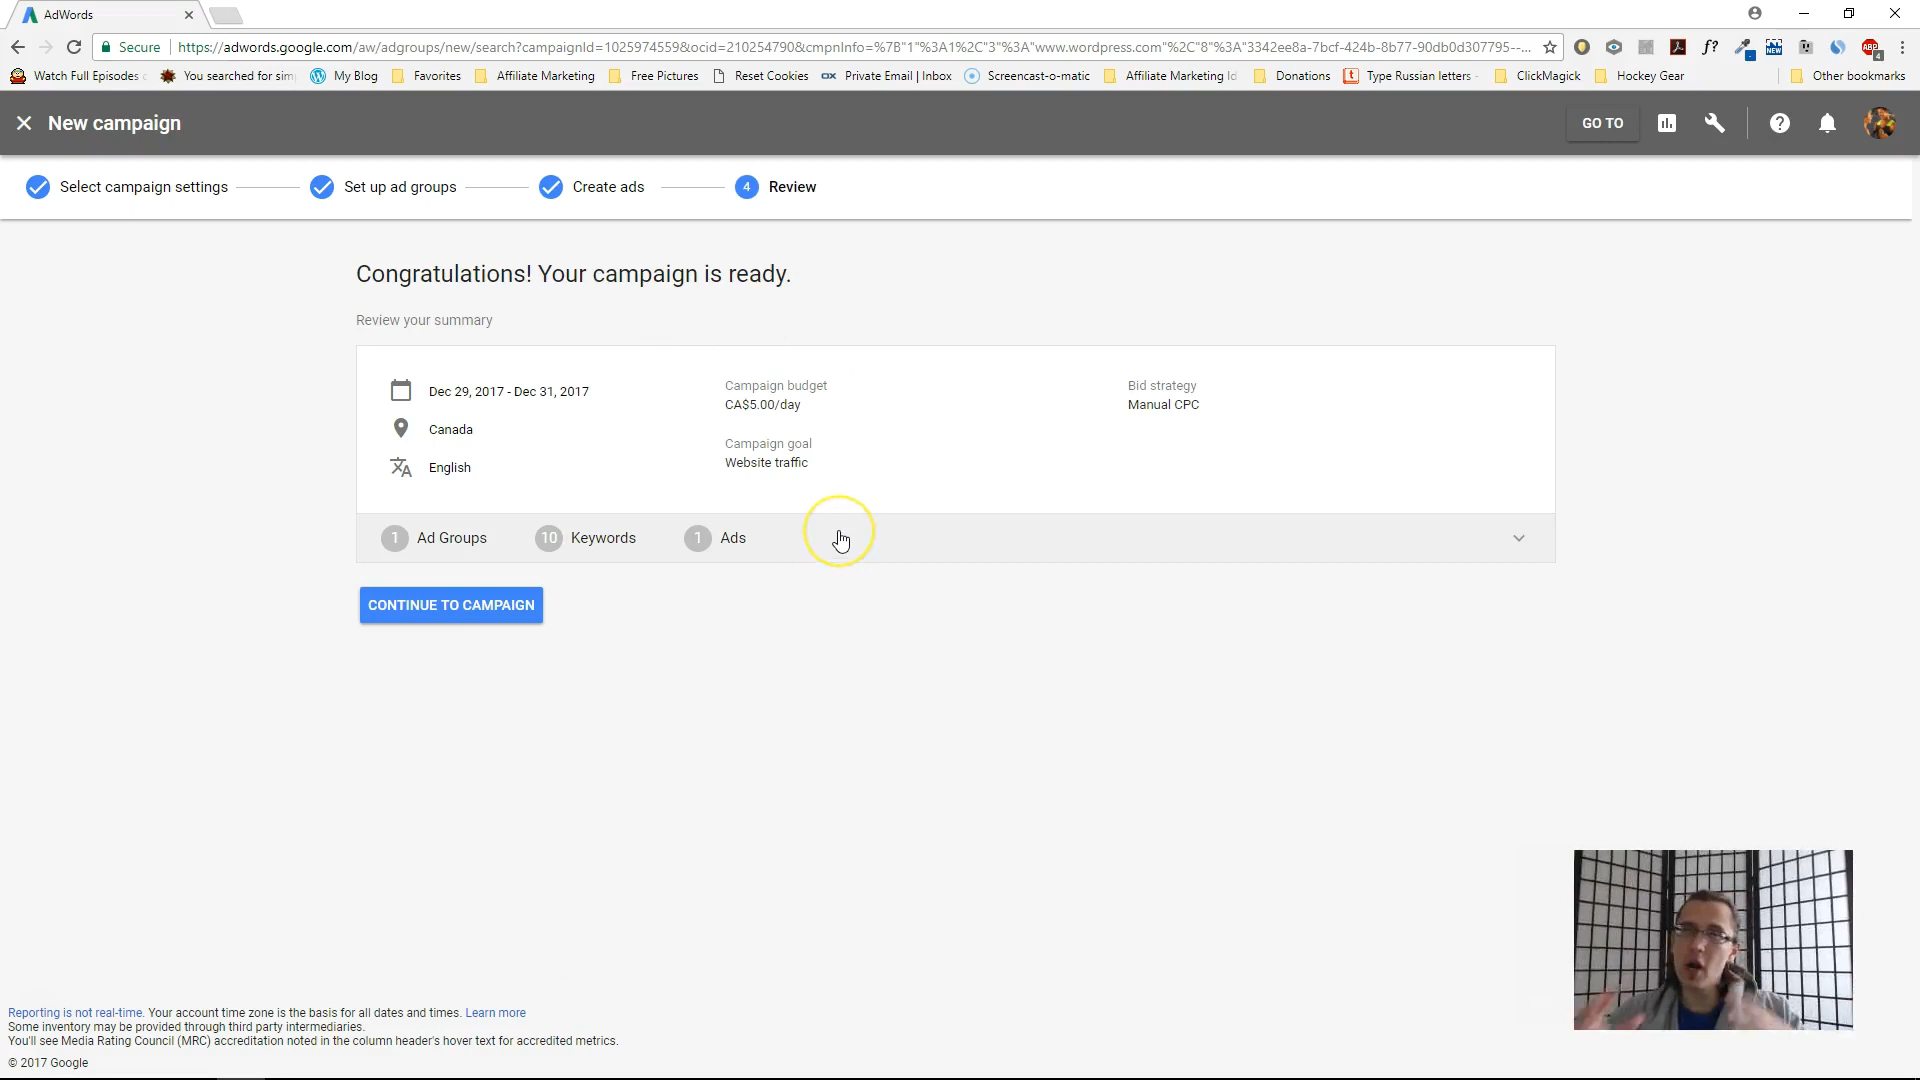 AdWords
Secure https://adwords.google.com/aw/adgroups/new/search?campaignId=1025974559&ocid=210254790&cmpnInfo=%7B"1"%3A1%2C"3"%3A"www.wordpress.com"%2C"8"%3A"3342ee8a-7bcf-424b-8b77-90db0d307795--...
f?
NEW
ABP
4
Watch Full Episodes
You searched for sim
My Blog
Favorites
Affiliate Marketing
Free Pictures
Reset Cookies
OX Private Email | Inbox
Screencast-o-matic
Affiliate Marketing Id
Donations
Type Russian letters -
ClickMagick
Hockey Gear
Other bookmarks
New campaign
GO TO
Select campaign settings
Set up ad groups
Create ads
4 Review
Congratulations! Your campaign is ready.
Review your summary
Dec 29, 2017 - Dec 31, 2017
Canada
English
Campaign budget
CA$5.00/day
Campaign goal
Website traffic
Bid strategy
Manual CPC
1 Ad Groups
10 Keywords
1 Ads
CONTINUE TO CAMPAIGN
Reporting is not real-time. Your account time zone is the basis for all dates and times. Learn more
Some inventory may be provided through third party intermediaries.
You'll see Media Rating Council (MRC) accreditation noted in the column header's hover text for accredited metrics.
© 2017 Google